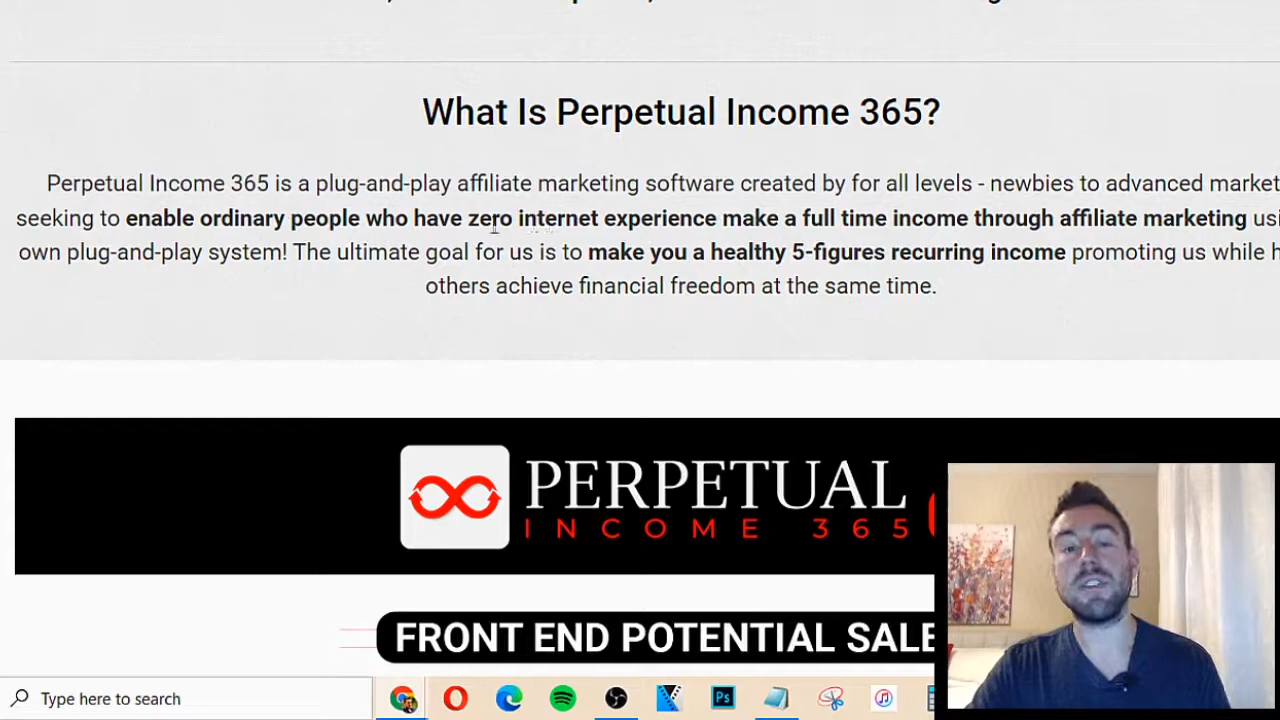 What Is Perpetual Income 365?
Perpetual Income 365 is a plug-and-play affiliate marketing software created by for all levels - newbies to advanced market
seeking to enable ordinary people who have zero internet experience make a full time income through affiliate marketing usi
own plug-and-play system! The ultimate goal for us is to make you a healthy 5-figures recurring income promoting us while h
others achieve financial freedom at the same time.
PERPETUAL
INCOME 365
FRONT END POTENTIAL SALE
Type here to search
Ps